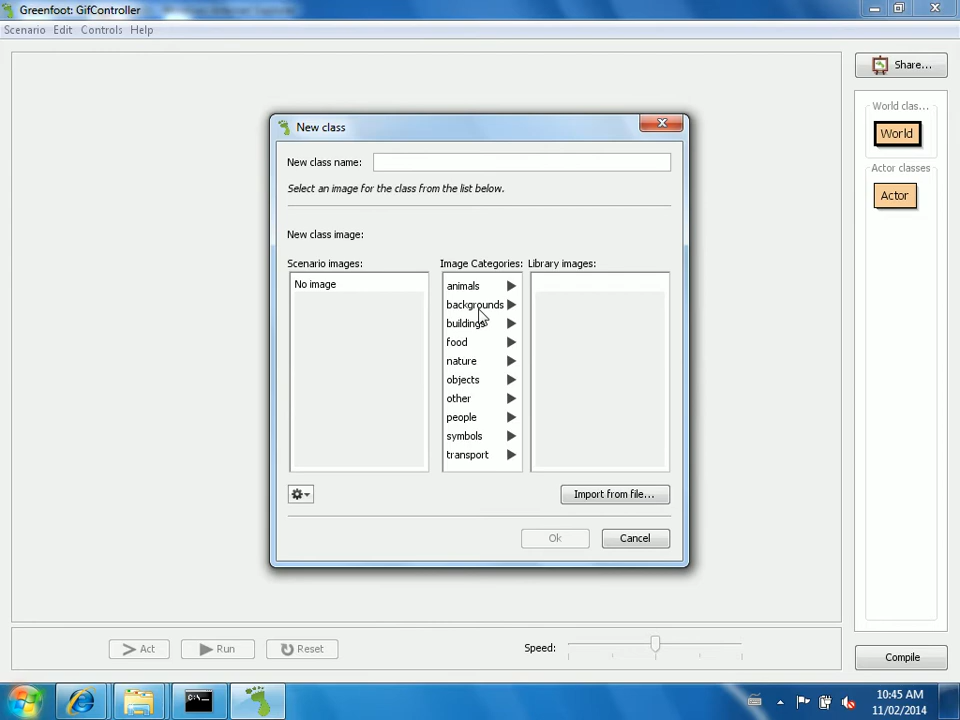 Greenfoot: GifController
Scenario Edit Controls Help
Share...
World clas...
World
Actor classes
Actor
New class
New class name:
Select an image for the class from the list below.
New class image:
Scenario images: Image Categories: Library images:
No image
animals
backgrounds
buildings
food
nature
objects
other
people
symbols
transport
Import from file...
Ok Cancel
Act Run Reset Speed:
Compile
10:45 AM
11/02/2014